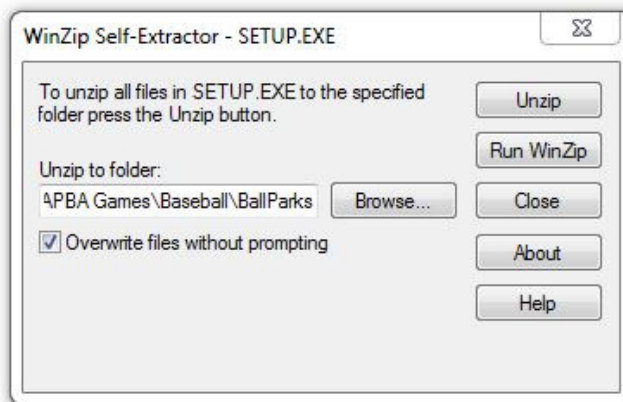 WinZip Self-Extractor - SETUP.EXE
To unzip all files in SETUP.EXE to the specified
folder press the Unzip button.
Unzip
Run WinZip
Unzip to folder:
APBA Games\Baseball\BallParks
Browse...
Close
Overwrite files without prompting
About
Help